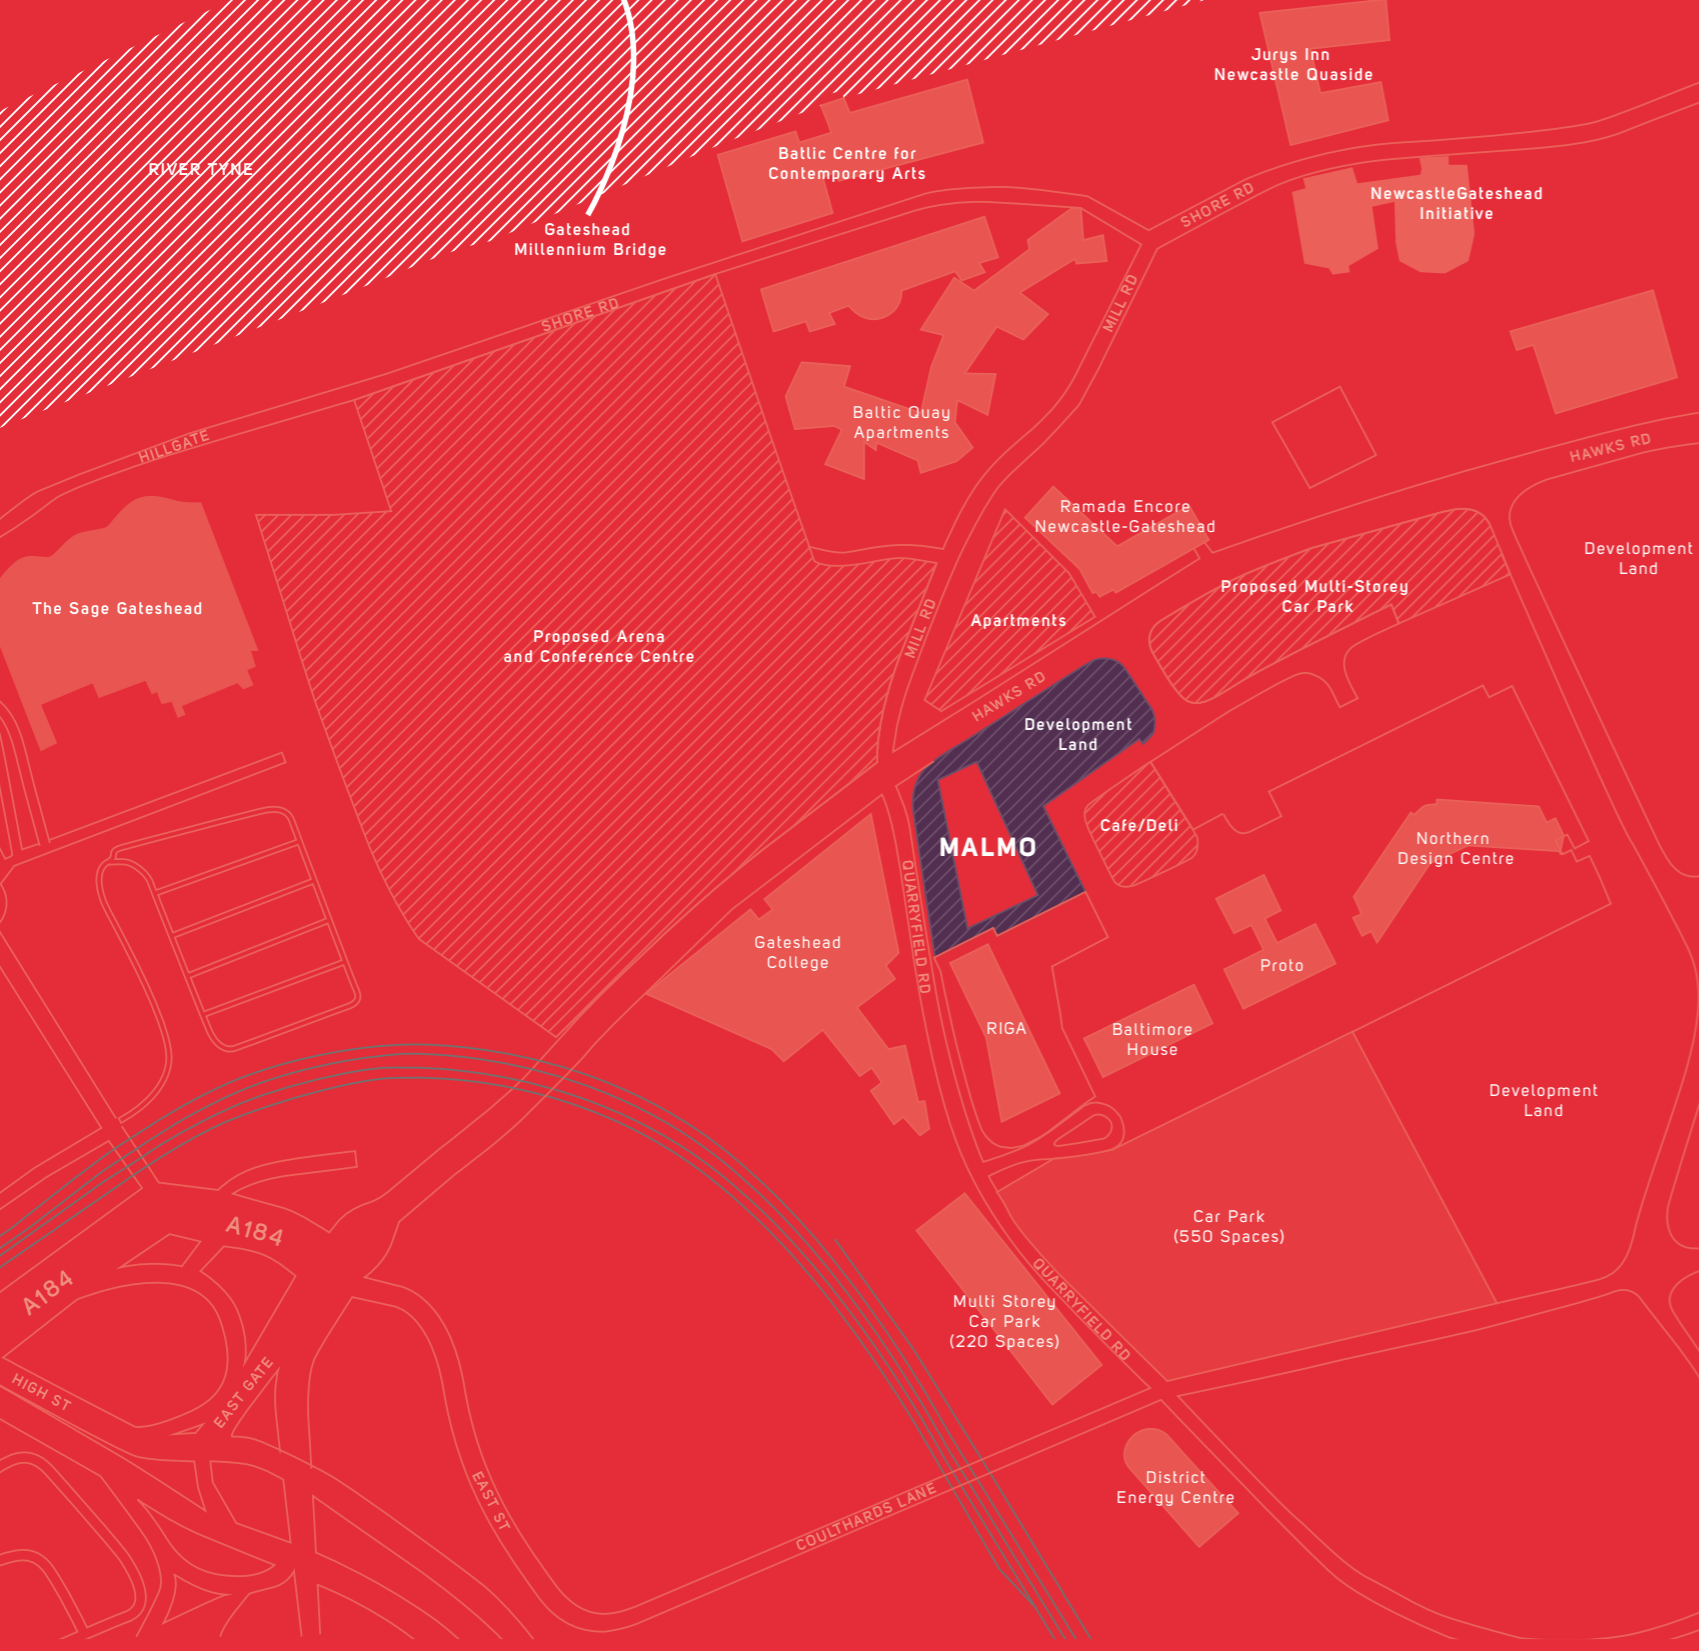 Jurys Inn
Newcastle Quaside
RIVER TYNE
Batlic Centre for
Contemporary Arts
SHORE RD
NewcastleGateshead
Initiative
Gateshead
Millennium Bridge
SHORE RD
MILL RD
HILLGATE
Baltic Quay
Apartments
HAWKS RD
Ramada Encore
Newcastle-Gateshead
Development
Land
The Sage Gateshead
Proposed Multi-Storey
Car Park
Apartments
Proposed Arena
and Conference Centre
MILL RD
HAWKS RD
Development
Land
MALMO
Cafe/Deli
Northern
Design Centre
QUARRYFIELD RD
Gateshead
College
Proto
RIGA
Baltimore
House
Development
Land
A184
A184
Car Park
(550 Spaces)
QUARRYFIELD RD
Multi Storey
Car Park
(220 Spaces)
HIGH ST
EAST GATE
EAST ST
COULTHARDS LANE
District
Energy Centre